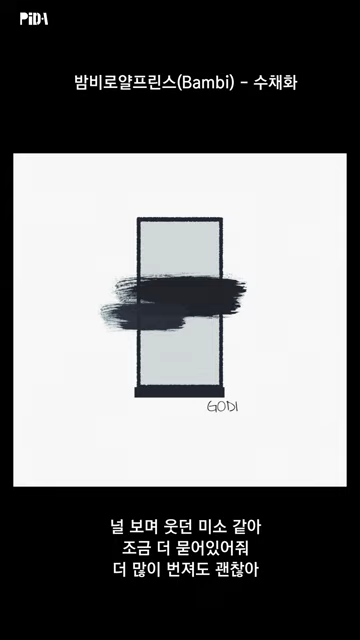 PiDA
밤비로얄프린스(Bambi) - 수채화
GODI
널 보며 웃던 미소 같아
조금 더 묻어있어줘
더 많이 번져도 괜찮아